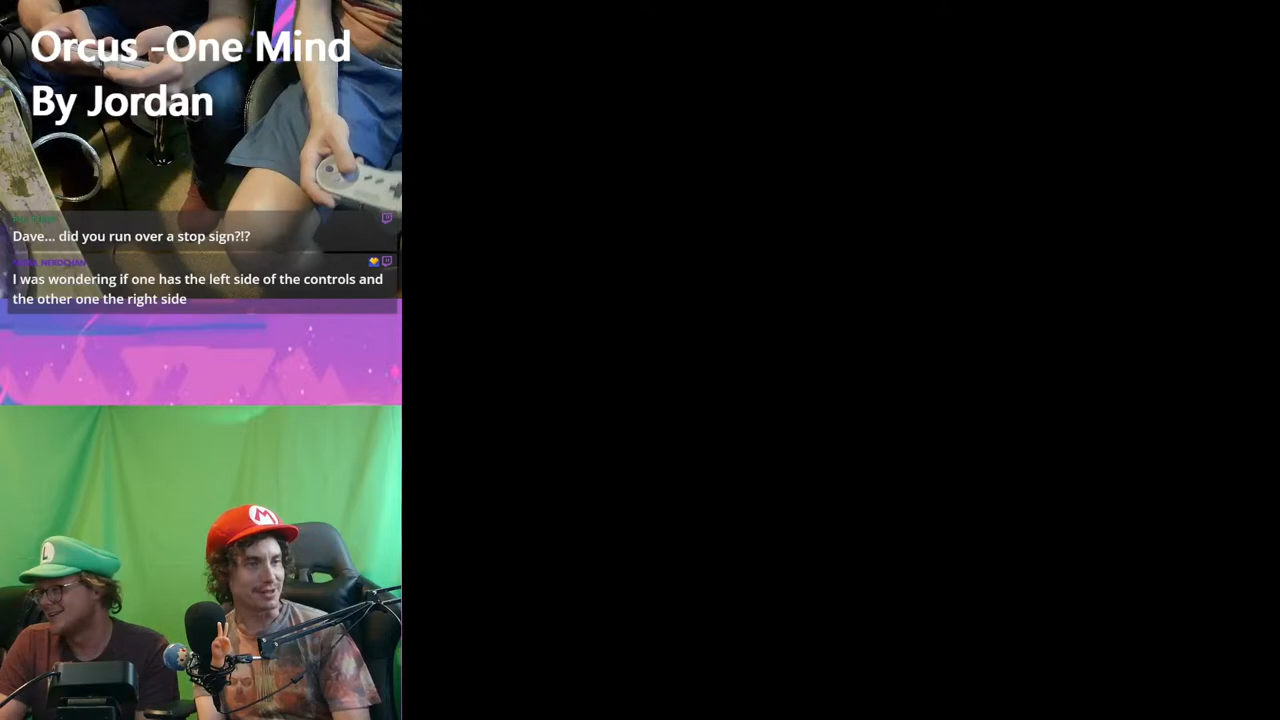 Orcus -One Mind
By Jordan
Dave... did you run over a stop sign?!?
I was wondering if one has the left side of the controls and
the other one the right side
M
L